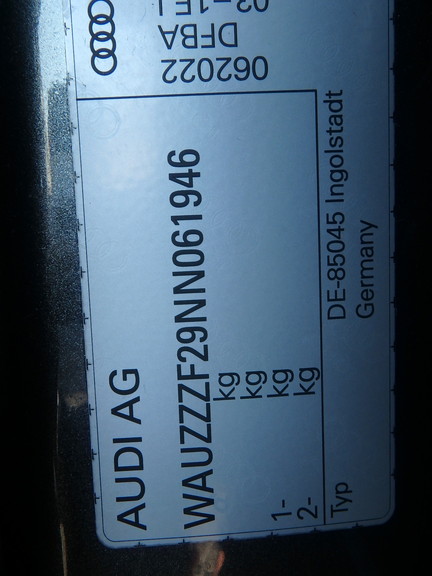 AUDI AG
WAUZZZF29NN061946
kg
kg
1- kg
2- kg
Typ
DE-85045 Ingolstadt
Germany
062022
DFBA